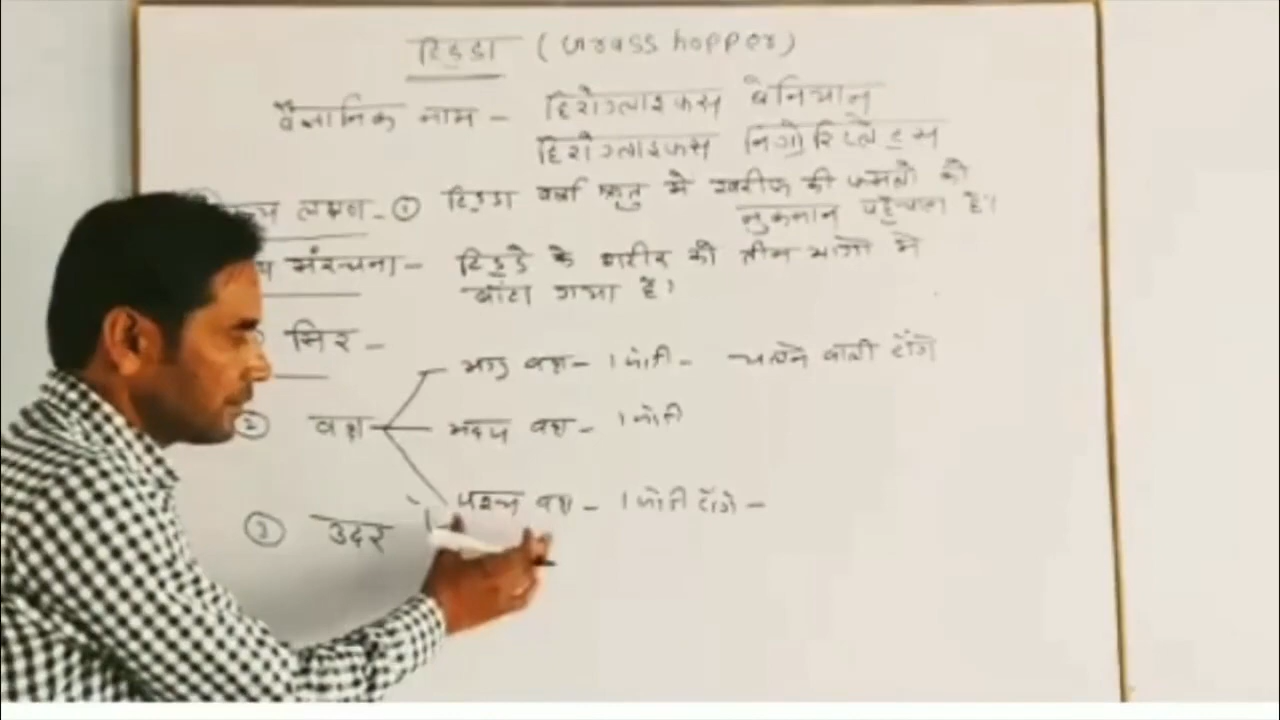 टिड्डा (Grass hopper)
वैज्ञानिक नाम - हिरोग्लाइफस बेनियान
हिरोग्लाइफस निगोरिप्लेटस
लक्षण - ① टिड्डा वर्षा ऋतु मे खरीफ की फसलो को
नुकसान पहुँचाता है।
संरचना - टिड्डे के शरीर को तीन भागो मे
बांटा गया है।
सिर -
अग्र वक्ष - 1 जोड़ी - चलने वाली टाँगे
② वक्ष मध्य वक्ष - 1 जोड़ी
पश्च वक्ष - 1 जोड़ी टाँगे -
③ उदर